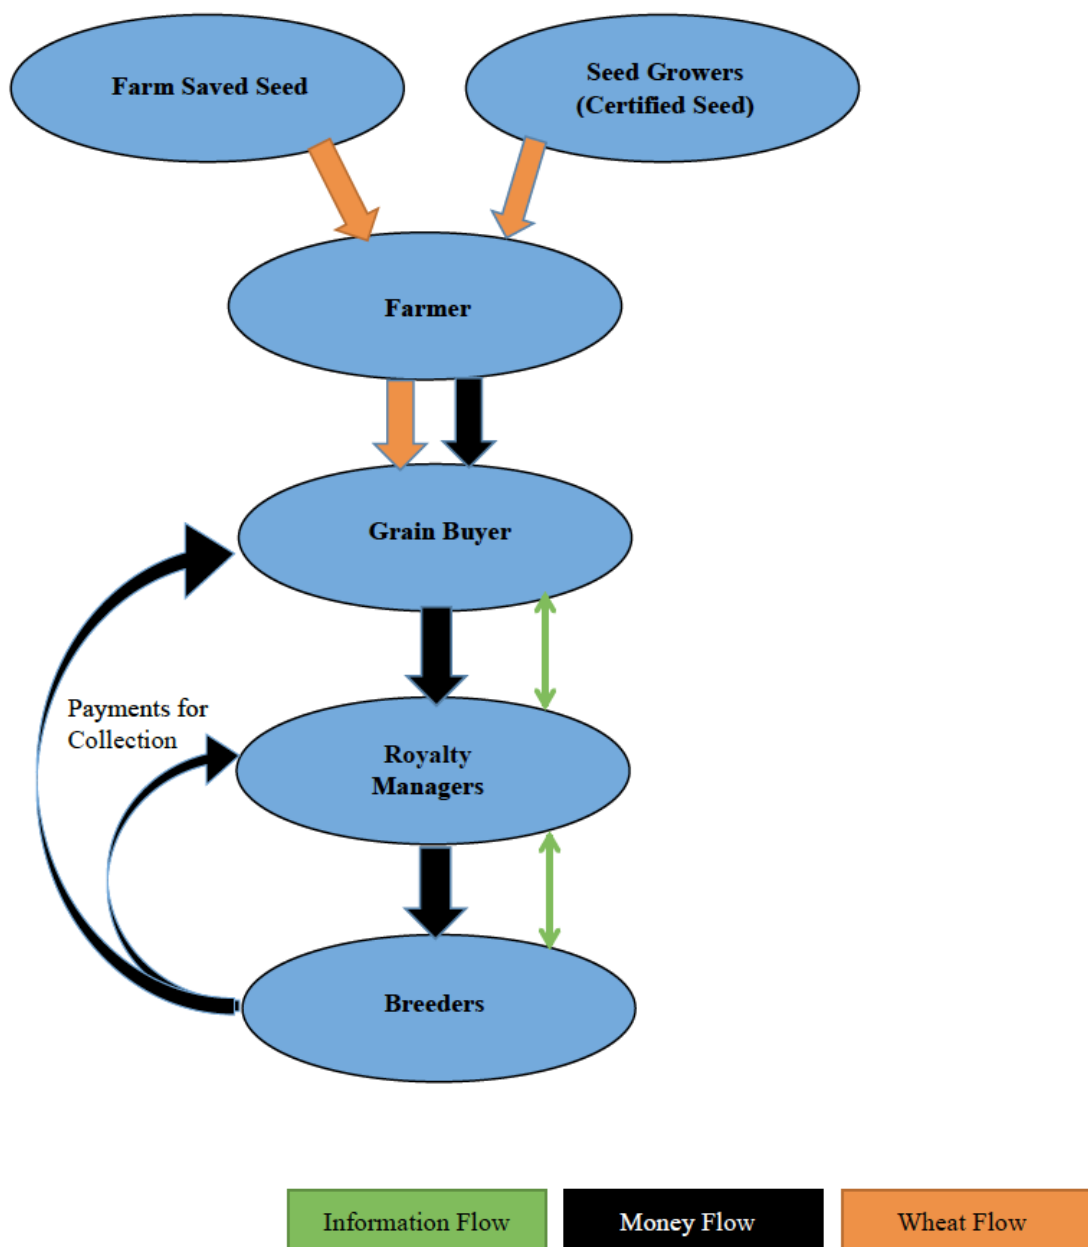 Farm Saved Seed
Seed Growers
(Certified Seed)
Farmer
Grain Buyer
Payments for
Collection
Royalty
Managers
Breeders
Information Flow
Money Flow
Wheat Flow